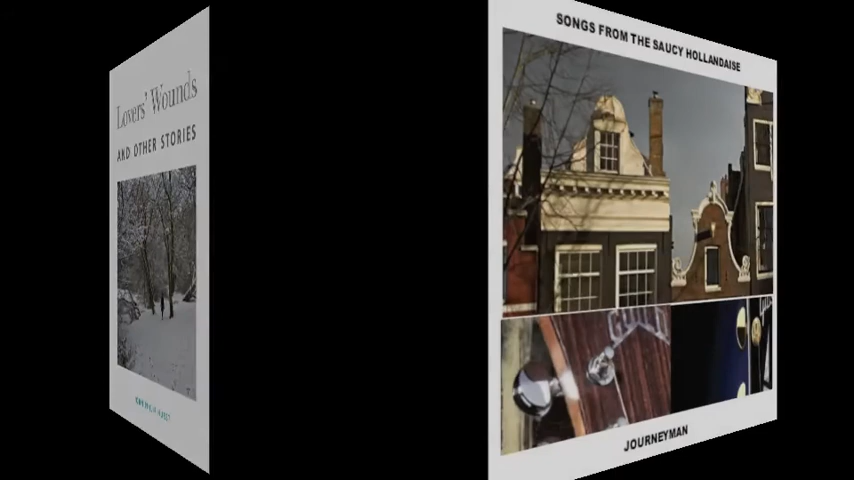 Lovers' Wounds
AND OTHER STORIES
SONGS FROM THE SAUCY HOLLANDAISE
JOURNEYMAN